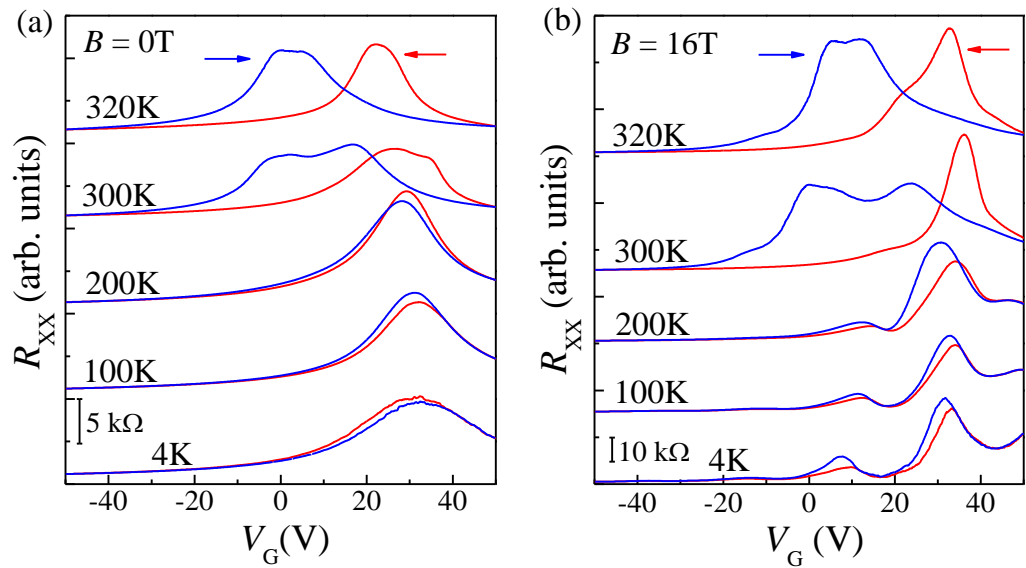 (a)
B = 0T
320K
300K
200K
100K
5 kΩ
4K
-40 -20 0 20 40
V_G(V)
R_XX (arb. units)
(b)
B = 16T
320K
300K
200K
100K
10 kΩ
4K
-40 -20 0 20 40
V_G (V)
R_XX (arb. units)